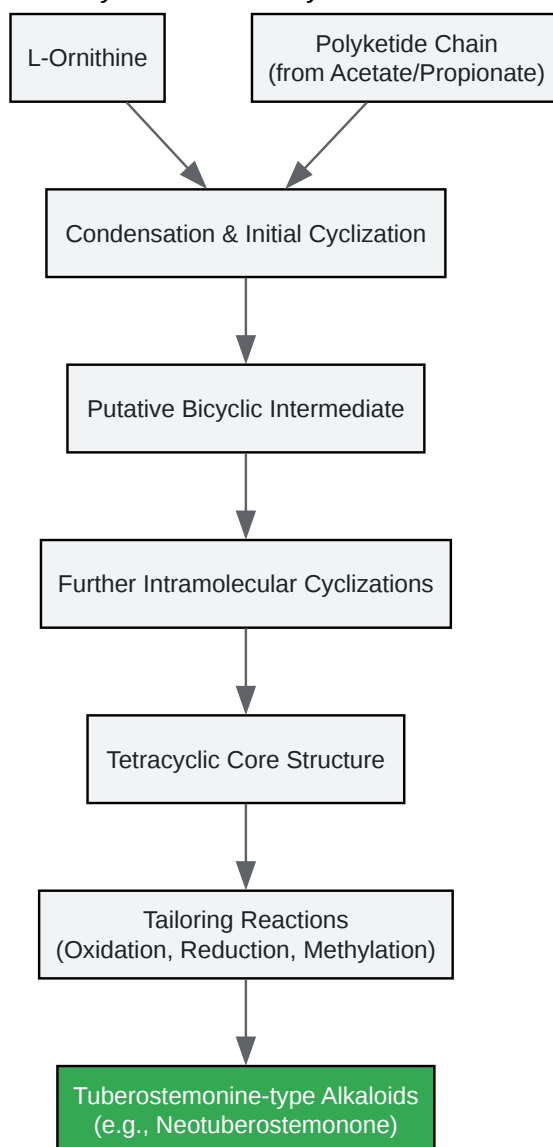 L-Ornithine
Polyketide Chain
(from Acetate/Propionate)
Condensation & Initial Cyclization
Putative Bicyclic Intermediate
Further Intramolecular Cyclizations
Tetracyclic Core Structure
Tailoring Reactions
(Oxidation, Reduction, Methylation)
Tuberostemonine-type Alkaloids
(e.g., Neotuberostemonone)